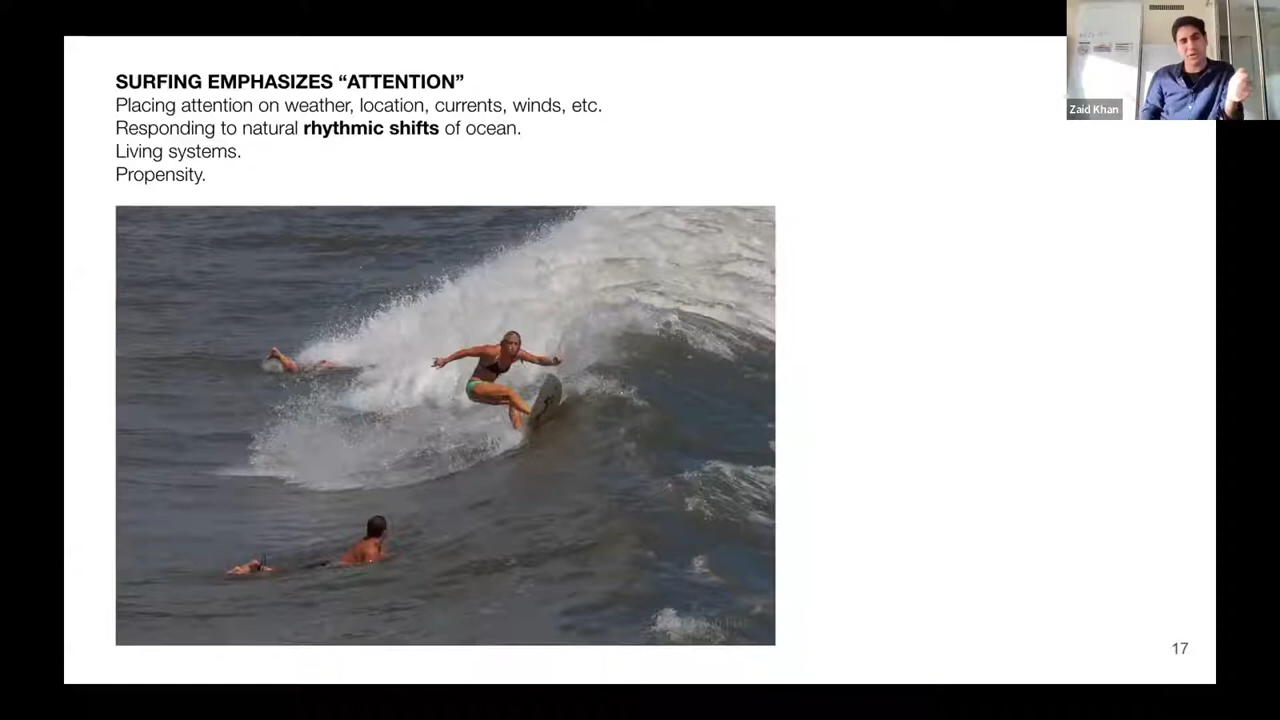 SURFING EMPHASIZES “ATTENTION”
Placing attention on weather, location, currents, winds, etc.
Responding to natural rhythmic shifts of ocean.
Living systems.
Propensity.
Zaid Khan
17